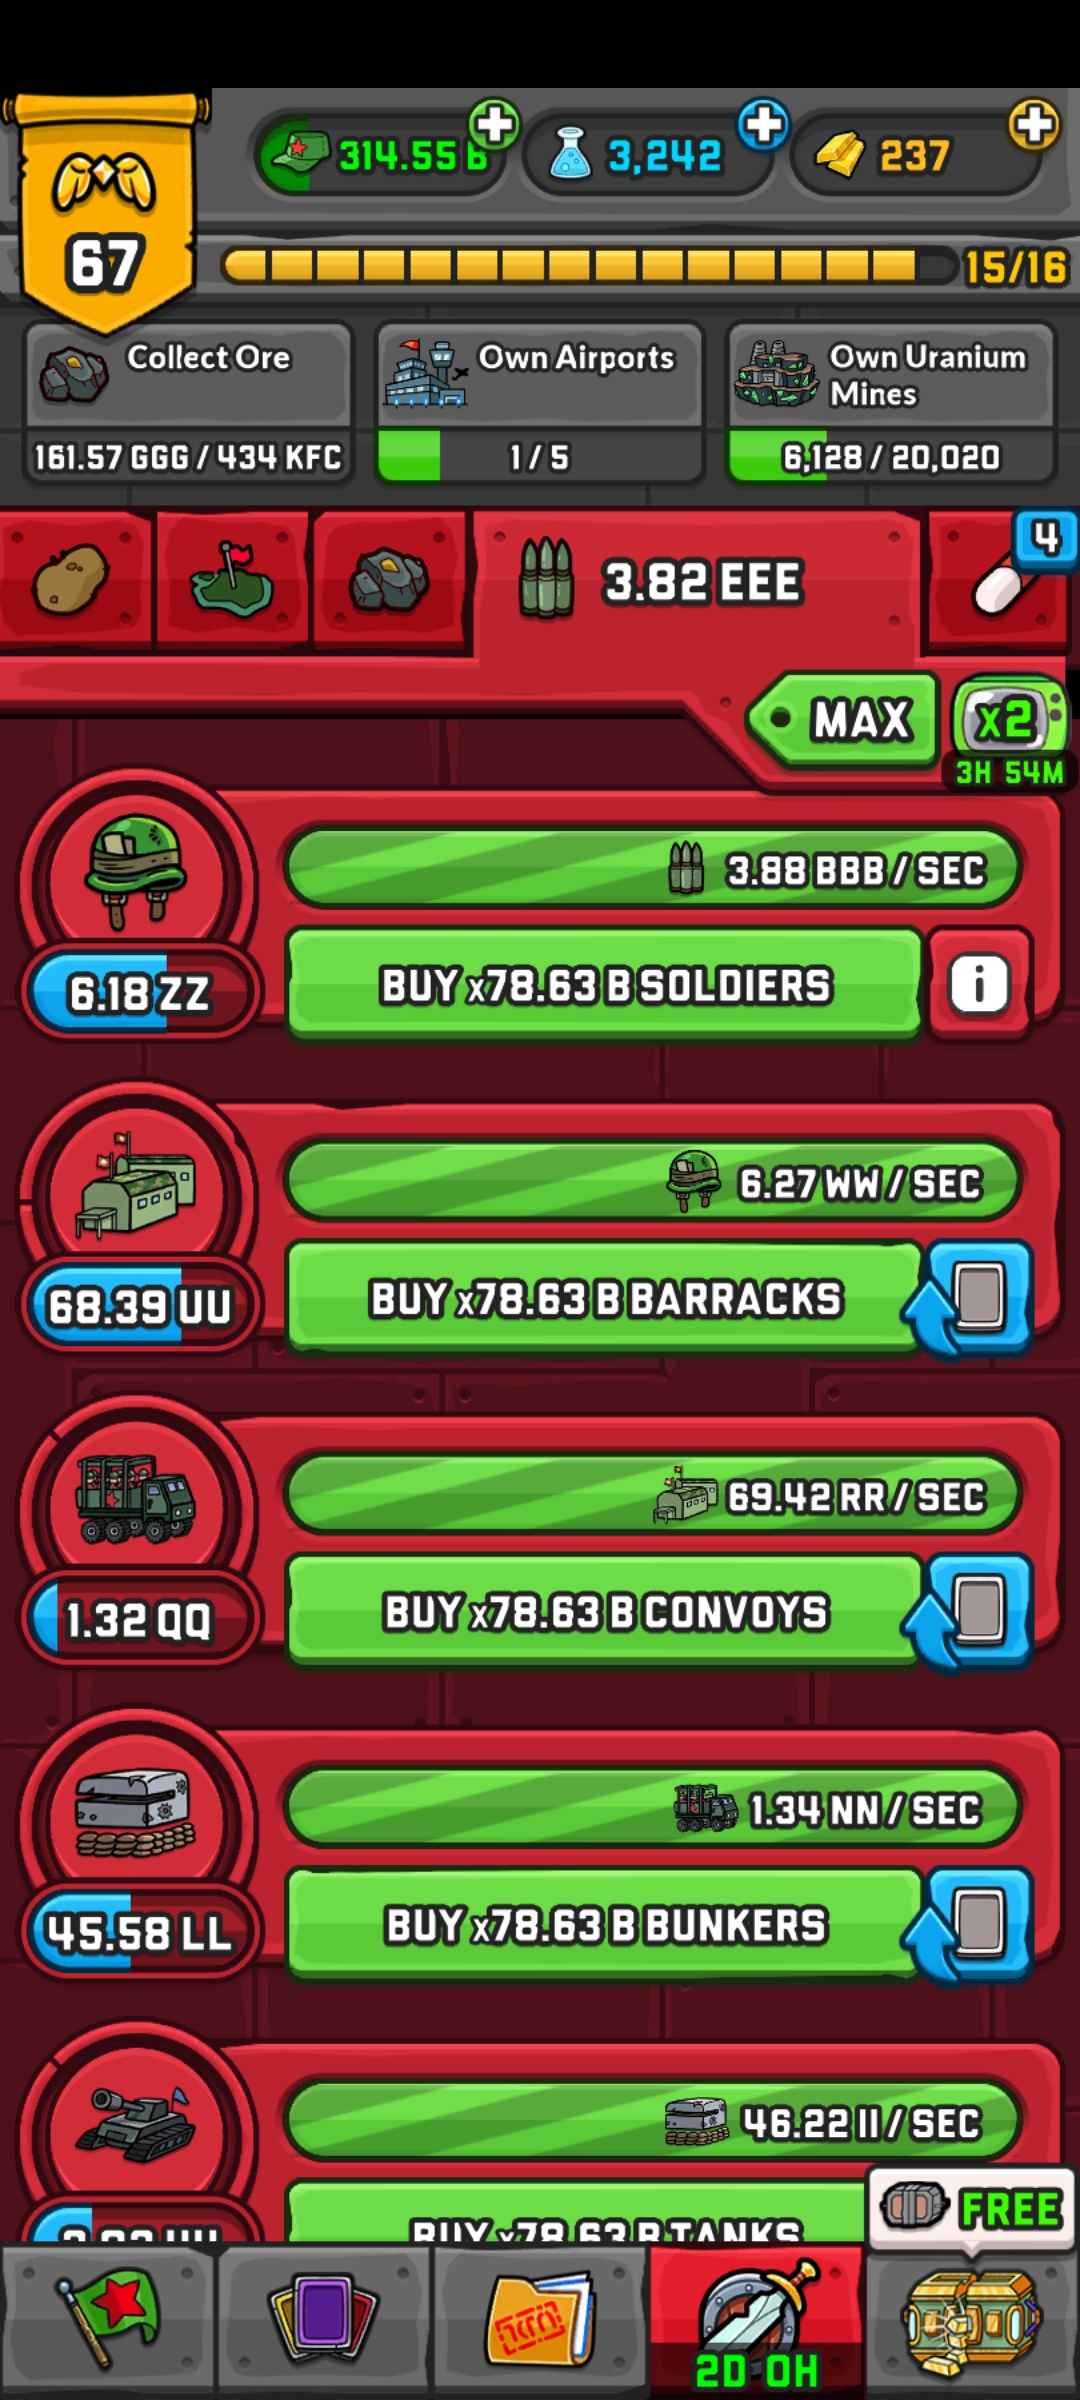 314.55 B
3,242
237
67
15/16
Collect Ore
161.57 GGG / 434 KFC
Own Airports
1 / 5
Own Uranium
Mines
6,128 / 20,020
3.82 EEE
4
MAX
x2
3H 54M
3.88 BBB / SEC
6.18 ZZ
BUY x78.63 B SOLDIERS
i
6.27 WW / SEC
68.39 UU
BUY x78.63 B BARRACKS
69.42 RR / SEC
1.32 QQ
BUY x78.63 B CONVOYS
1.34 NN / SEC
45.58 LL
BUY x78.63 B BUNKERS
46.22 II / SEC
BUY x78.63 B TANKS
FREE
2D 0H